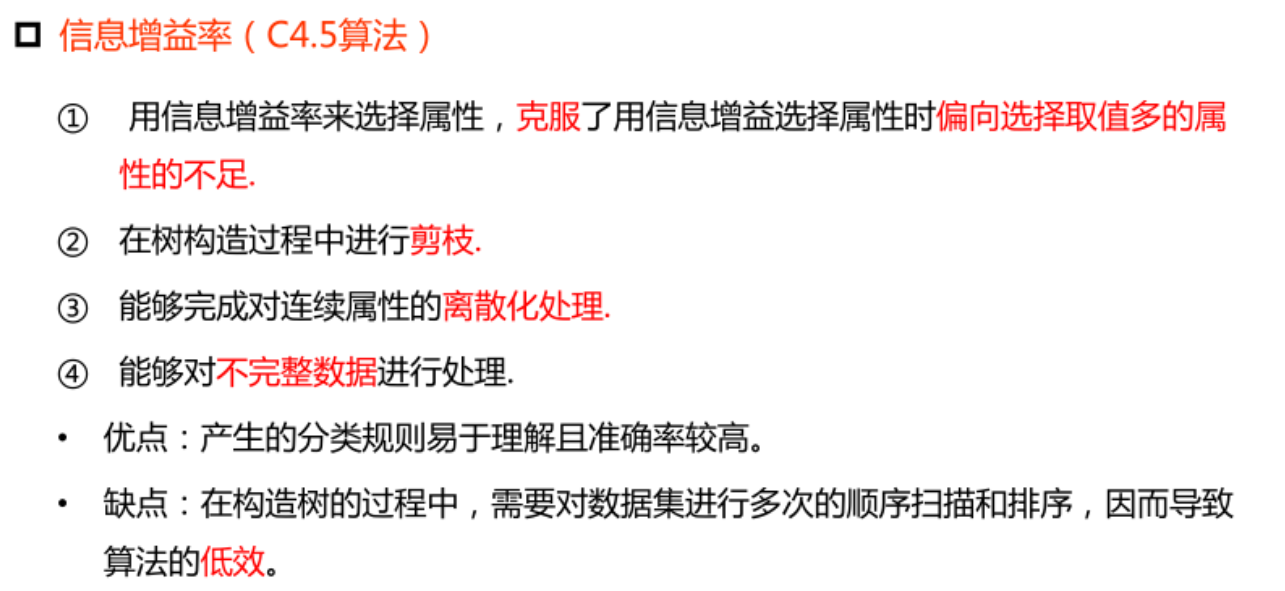 信息增益率（C4.5算法）
① 用信息增益率来选择属性，克服了用信息增益选择属性时偏向选择取值多的属
性的不足.
② 在树构造过程中进行剪枝.
③ 能够完成对连续属性的离散化处理.
④ 能够对不完整数据进行处理.
• 优点：产生的分类规则易于理解且准确率较高。
• 缺点：在构造树的过程中，需要对数据集进行多次的顺序扫描和排序，因而导致
算法的低效。